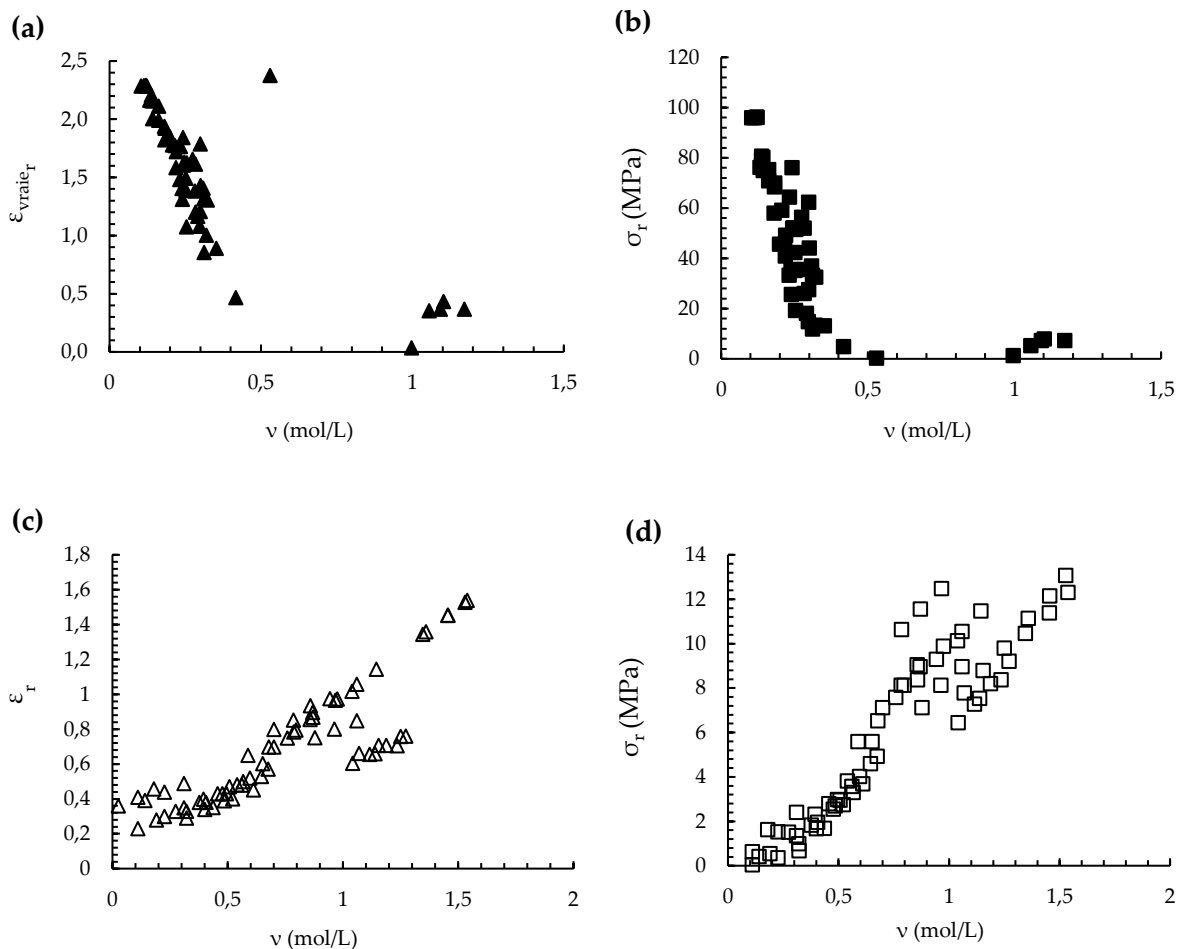 (a)
2,5
2,0
1,5
1,0
0,5
0,0
ε_vraie_r
0 0,5 1 1,5
ν (mol/L)
(b)
120
100
80
60
40
20
0
σ_r (MPa)
0 0,5 1 1,5
ν (mol/L)
(c)
1,8
1,6
1,4
1,2
1
0,8
0,6
0,4
0,2
0
ε_r
0 0,5 1 1,5 2
ν (mol/L)
(d)
14
12
10
8
6
4
2
0
σ_r (MPa)
0 0,5 1 1,5 2
ν (mol/L)